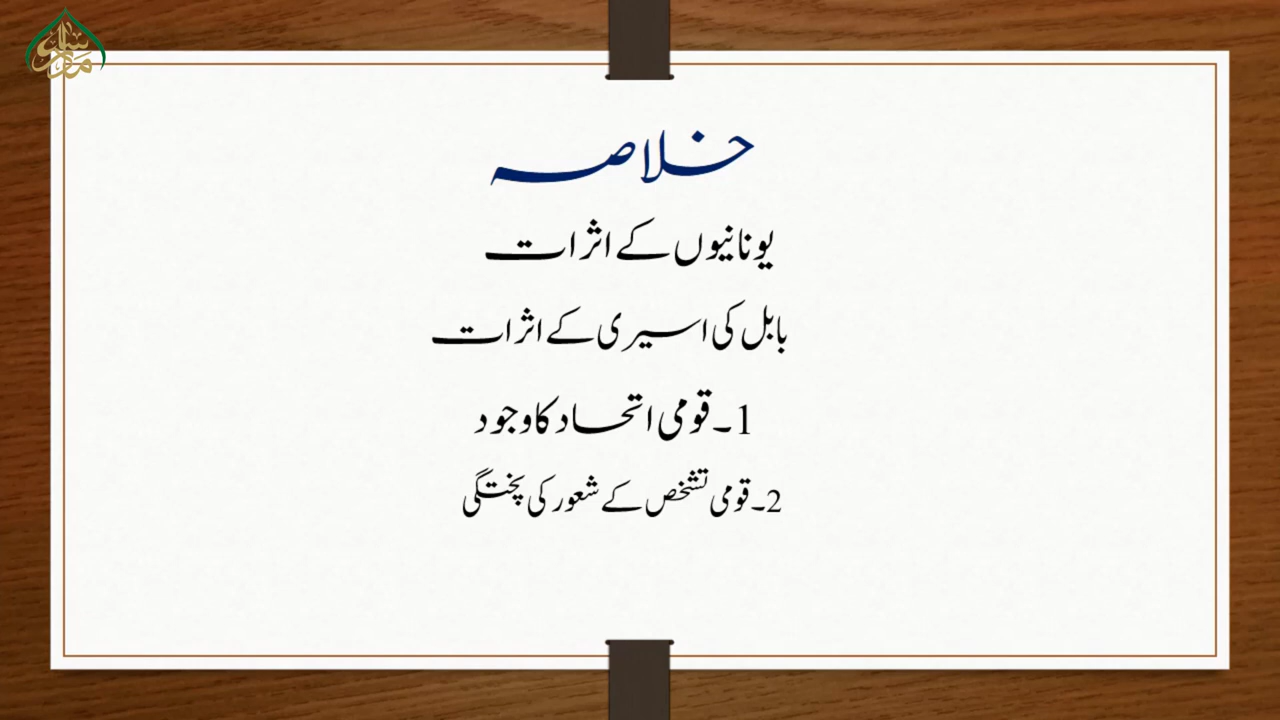 خلاصہ
یونانیوں کے اثرات
بابل کی اسیری کے اثرات
1۔قومی اتحاد کا وجود
2۔قومی تشخص کے شعور کی پختگی